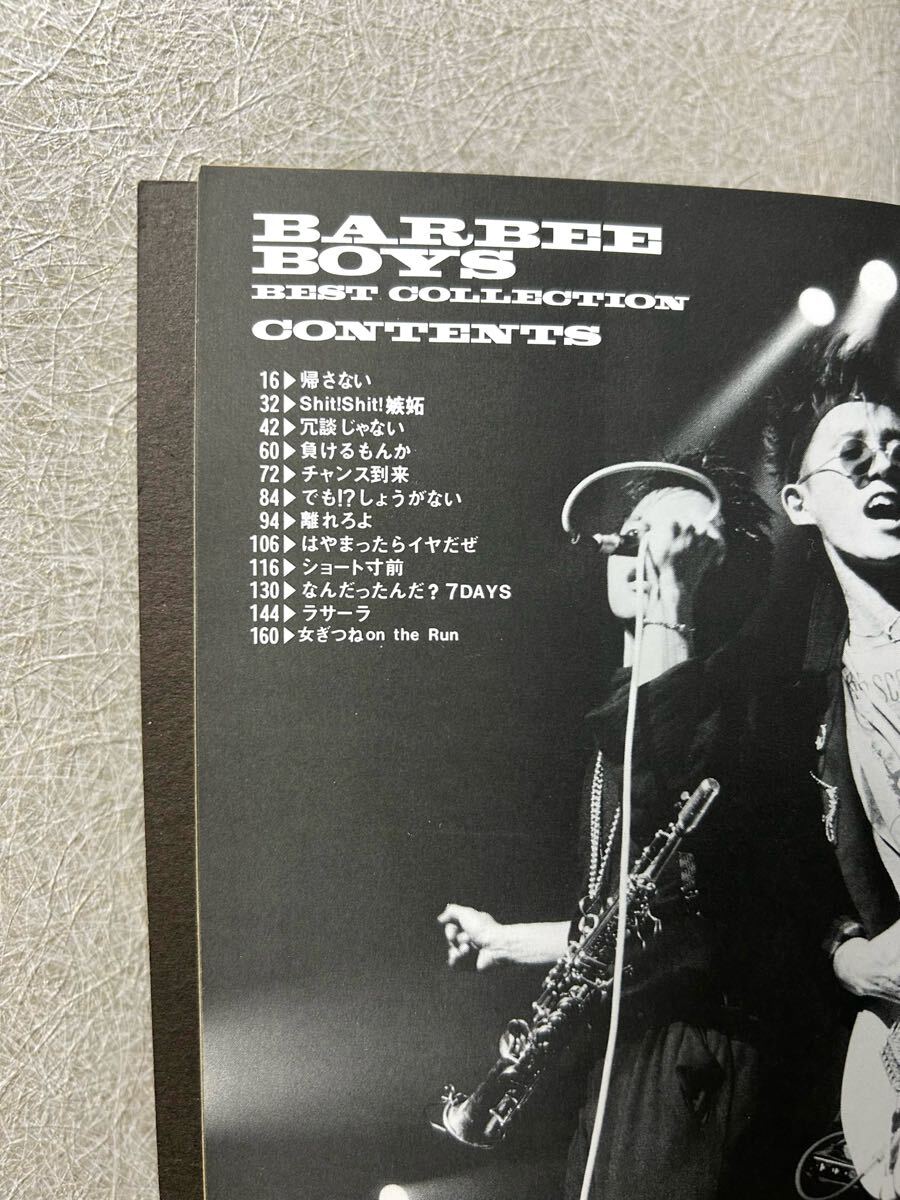 BARBEE
BOYS
BEST COLLECTION
CONTENTS
16▶帰さない
32▶Shit!Shit!嫉妬
42▶冗談じゃない
60▶負けるもんか
72▶チャンス到来
84▶でも!?しょうがない
94▶離れろよ
106▶はやまったらイヤだぜ
116▶ショート寸前
130▶なんだったんだ？7DAYS
144▶ラサーラ
160▶女ぎつねon the Run